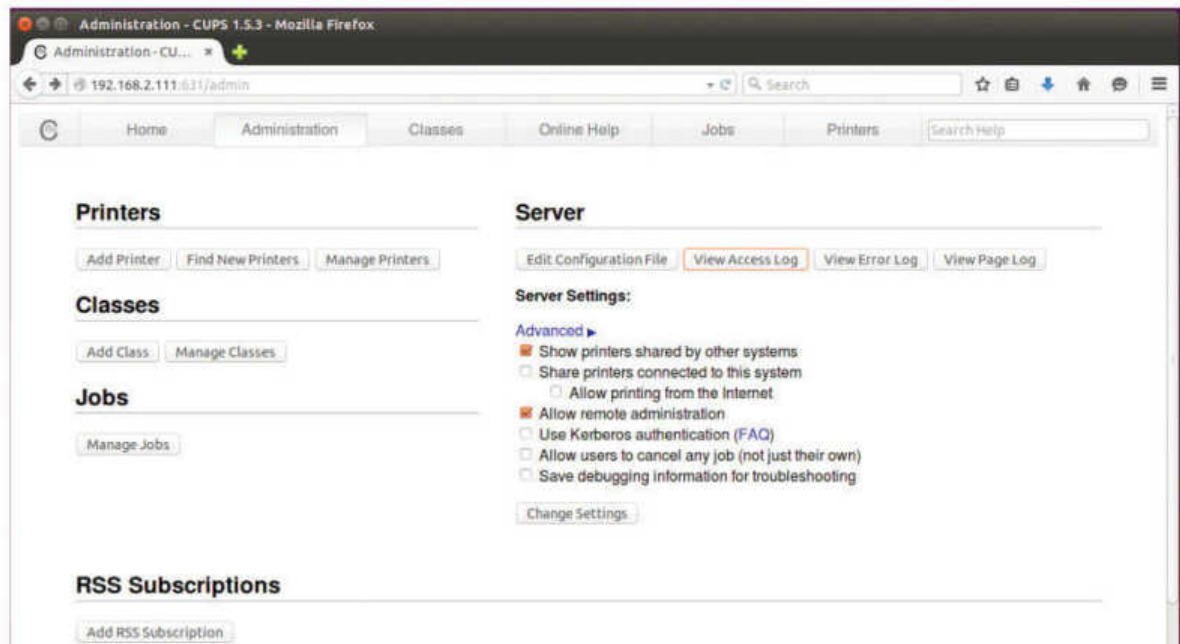 Administration - CUPS 1.5.3 - Mozilla Firefox
Administration - CU...
192.168.2.111:631/admin
Search
Home
Administration
Classes
Online Help
Jobs
Printers
Search Help
Printers
Add Printer
Find New Printers
Manage Printers
Classes
Add Class
Manage Classes
Jobs
Manage Jobs
Server
Edit Configuration File
View Access Log
View Error Log
View Page Log
Server Settings:
Advanced
Show printers shared by other systems
Share printers connected to this system
Allow printing from the Internet
Allow remote administration
Use Kerberos authentication (FAQ)
Allow users to cancel any job (not just their own)
Save debugging information for troubleshooting
Change Settings
RSS Subscriptions
Add RSS Subscription